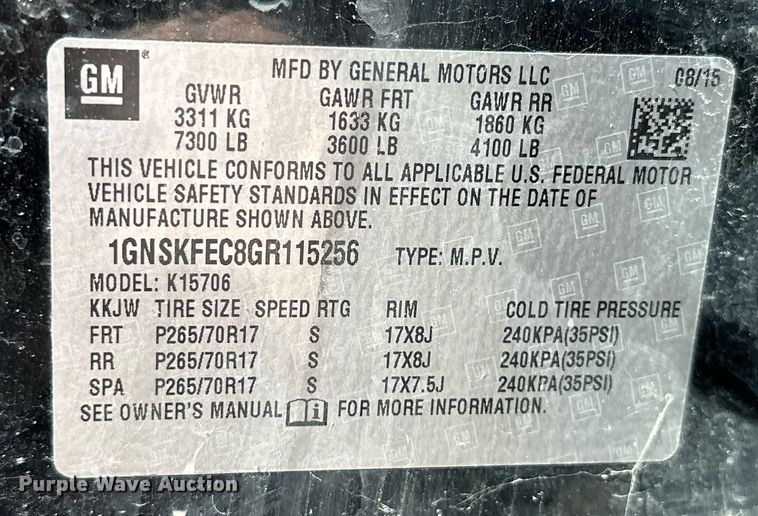 GM ®
MFD BY GENERAL MOTORS LLC 08/15
GVWR GAWR FRT GAWR RR
3311 KG 1633 KG 1860 KG
7300 LB 3600 LB 4100 LB
THIS VEHICLE CONFORMS TO ALL APPLICABLE U.S. FEDERAL MOTOR
VEHICLE SAFETY STANDARDS IN EFFECT ON THE DATE OF
MANUFACTURE SHOWN ABOVE.
1GNSKFEC8GR115256 TYPE: M.P.V.
MODEL: K15706
KKJW TIRE SIZE SPEED RTG RIM COLD TIRE PRESSURE
FRT P265/70R17 S 17X8J 240KPA(35PSI)
RR P265/70R17 S 17X8J 240KPA(35PSI)
SPA P265/70R17 S 17X7.5J 240KPA(35PSI)
SEE OWNER'S MANUAL i FOR MORE INFORMATION.
Purple Wave Auction